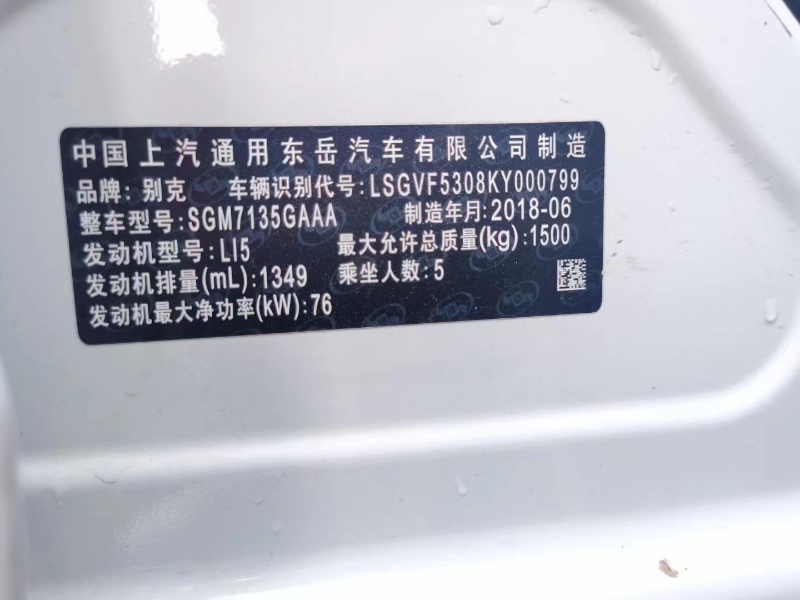 中国上汽通用东岳汽车有限公司制造
品牌:别克 车辆识别代号:LSGVF5308KY000799
整车型号:SGM7135GAAA 制造年月:2018-06
发动机型号:LI5 最大允许总质量(kg):1500
发动机排量(mL):1349 乘坐人数:5
发动机最大净功率(kW):76